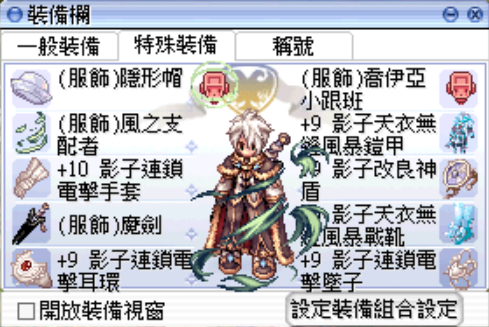 裝備欄
一般裝備
特殊裝備
稱號
(服飾)隱形帽
(服飾)風之支
配者
+10 影子連鎖
電擊手套
(服飾)魔劍
+9 影子連鎖電
擊耳環
(服飾)喬伊亞
小跟班
+9 影子天衣無
風暴鎧甲
影子改良神
盾
影子天衣無
風暴戰靴
+9 影子連鎖電
擊墜子
開放裝備視窗
設定裝備組合設定